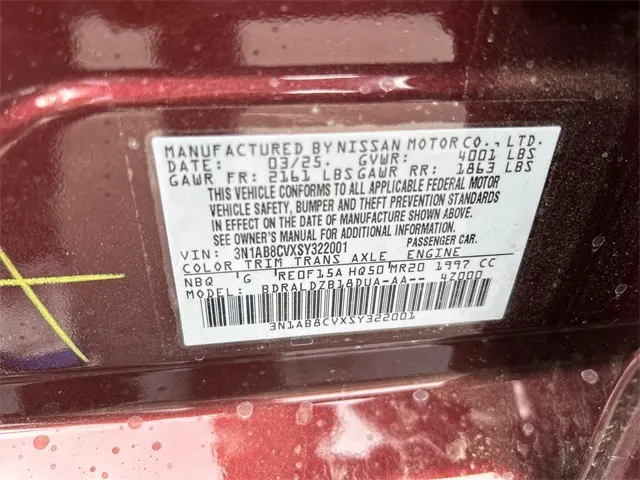 MANUFACTURED BY NISSAN MOTOR CO., LTD.
DATE: 03/25. GVWR: 4001 LBS
GAWR FR: 2161 LBS GAWR RR: 1863 LBS
THIS VEHICLE CONFORMS TO ALL APPLICABLE FEDERAL MOTOR
VEHICLE SAFETY, BUMPER AND THEFT PREVENTION STANDARDS
IN EFFECT ON THE DATE OF MANUFACTURE SHOWN ABOVE.
SEE OWNER'S MANUAL FOR ADDITIONAL INFORMATION.
VIN: 3N1AB8CVXSY322001 PASSENGER CAR.
COLOR TRIM TRANS AXLE ENGINE
NBQ G RE0F15A HQ50 MR20 1997 CC
MODEL: BDRALDZB18DUA-AA-- 4Z000
3N1AB8CVXSY322001